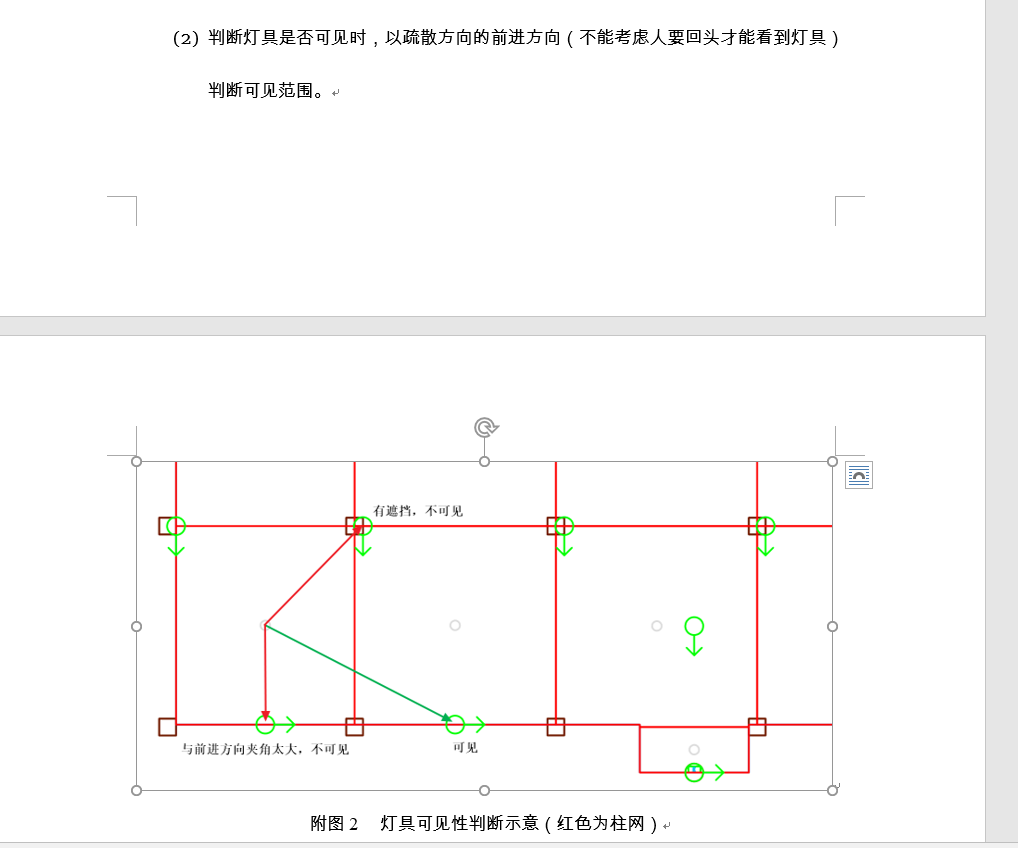 (2) 判断灯具是否可见时，以疏散方向的前进方向（不能考虑人要回头才能看到灯具）
判断可见范围。
有遮挡，不可见
与前进方向夹角太大，不可见
可见
附图 2 灯具可见性判断示意（红色为柱网）